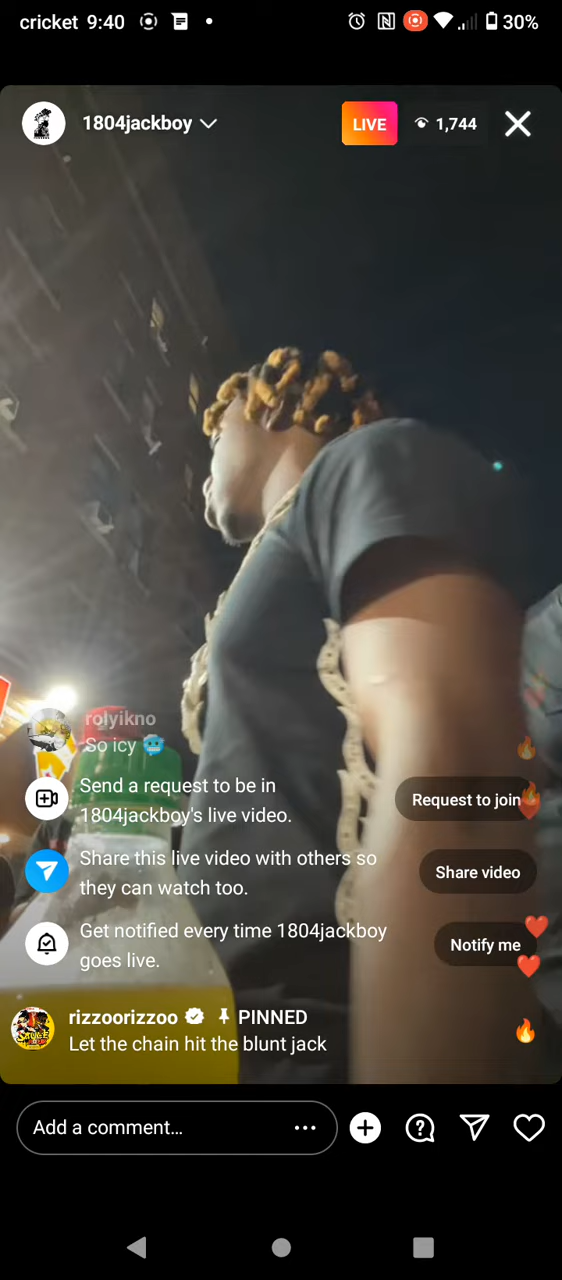 cricket 9:40 30%
1804jackboy LIVE 1,744
rolyikno
So icy 🥶
Send a request to be in
1804jackboy's live video.
Request to join
Share this live video with others so
they can watch too.
Share video
Get notified every time 1804jackboy
goes live.
Notify me
rizzoorizzoo PINNED
Let the chain hit the blunt jack
Add a comment...